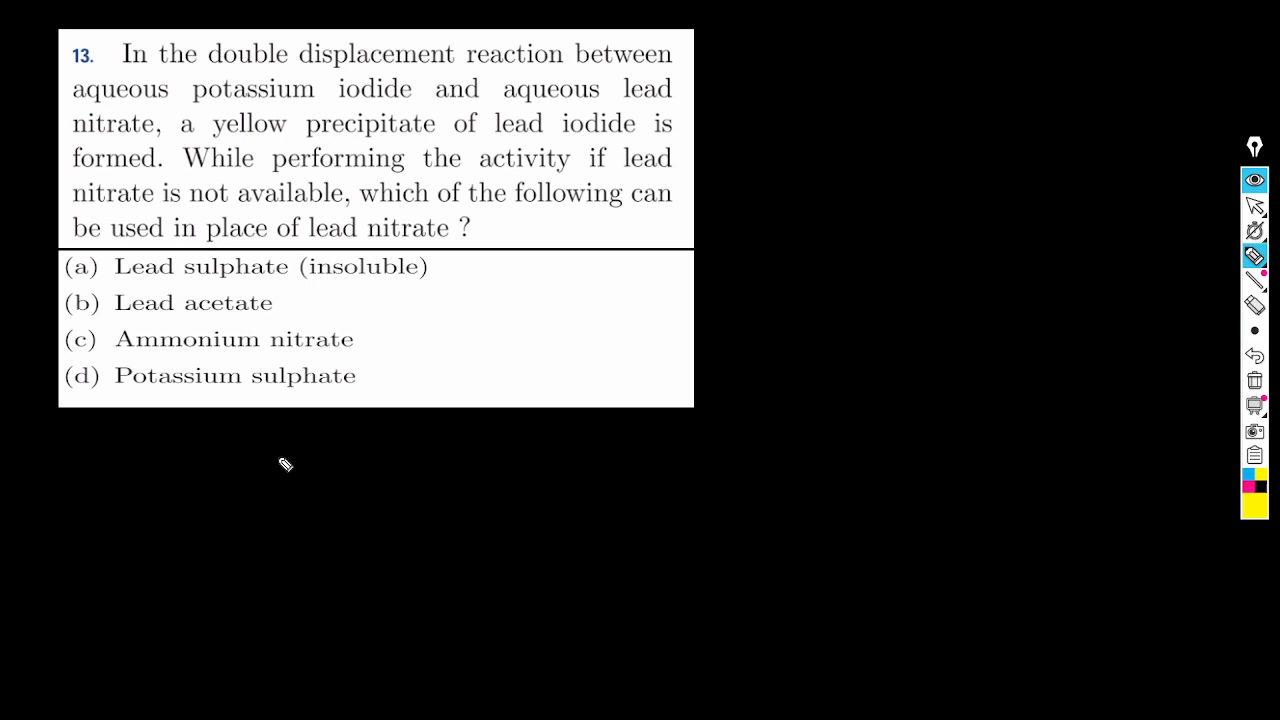 13. In the double displacement reaction between
aqueous potassium iodide and aqueous lead
nitrate, a yellow precipitate of lead iodide is
formed. While performing the activity if lead
nitrate is not available, which of the following can
be used in place of lead nitrate ?
(a) Lead sulphate (insoluble)
(b) Lead acetate
(c) Ammonium nitrate
(d) Potassium sulphate